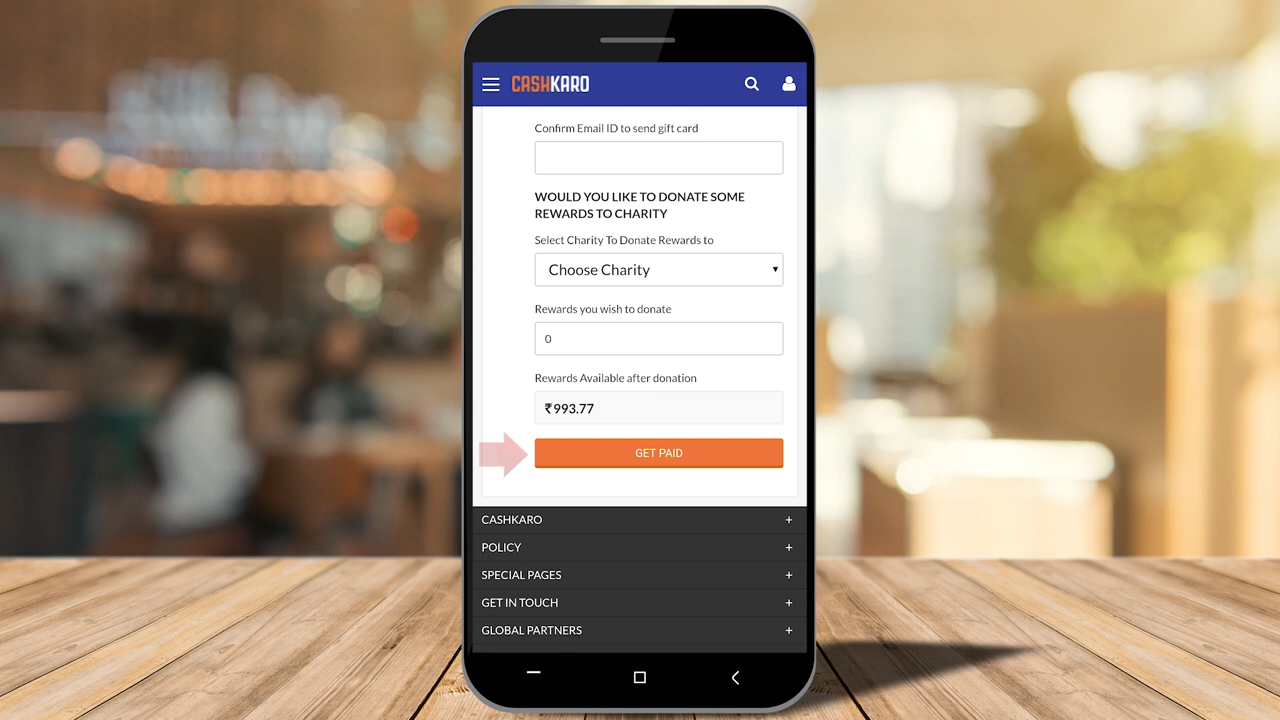 CASHKARO
Confirm Email ID to send gift card
WOULD YOU LIKE TO DONATE SOME
REWARDS TO CHARITY
Select Charity To Donate Rewards to
Choose Charity
Rewards you wish to donate
0
Rewards Available after donation
₹993.77
GET PAID
CASHKARO +
POLICY +
SPECIAL PAGES +
GET IN TOUCH +
GLOBAL PARTNERS +